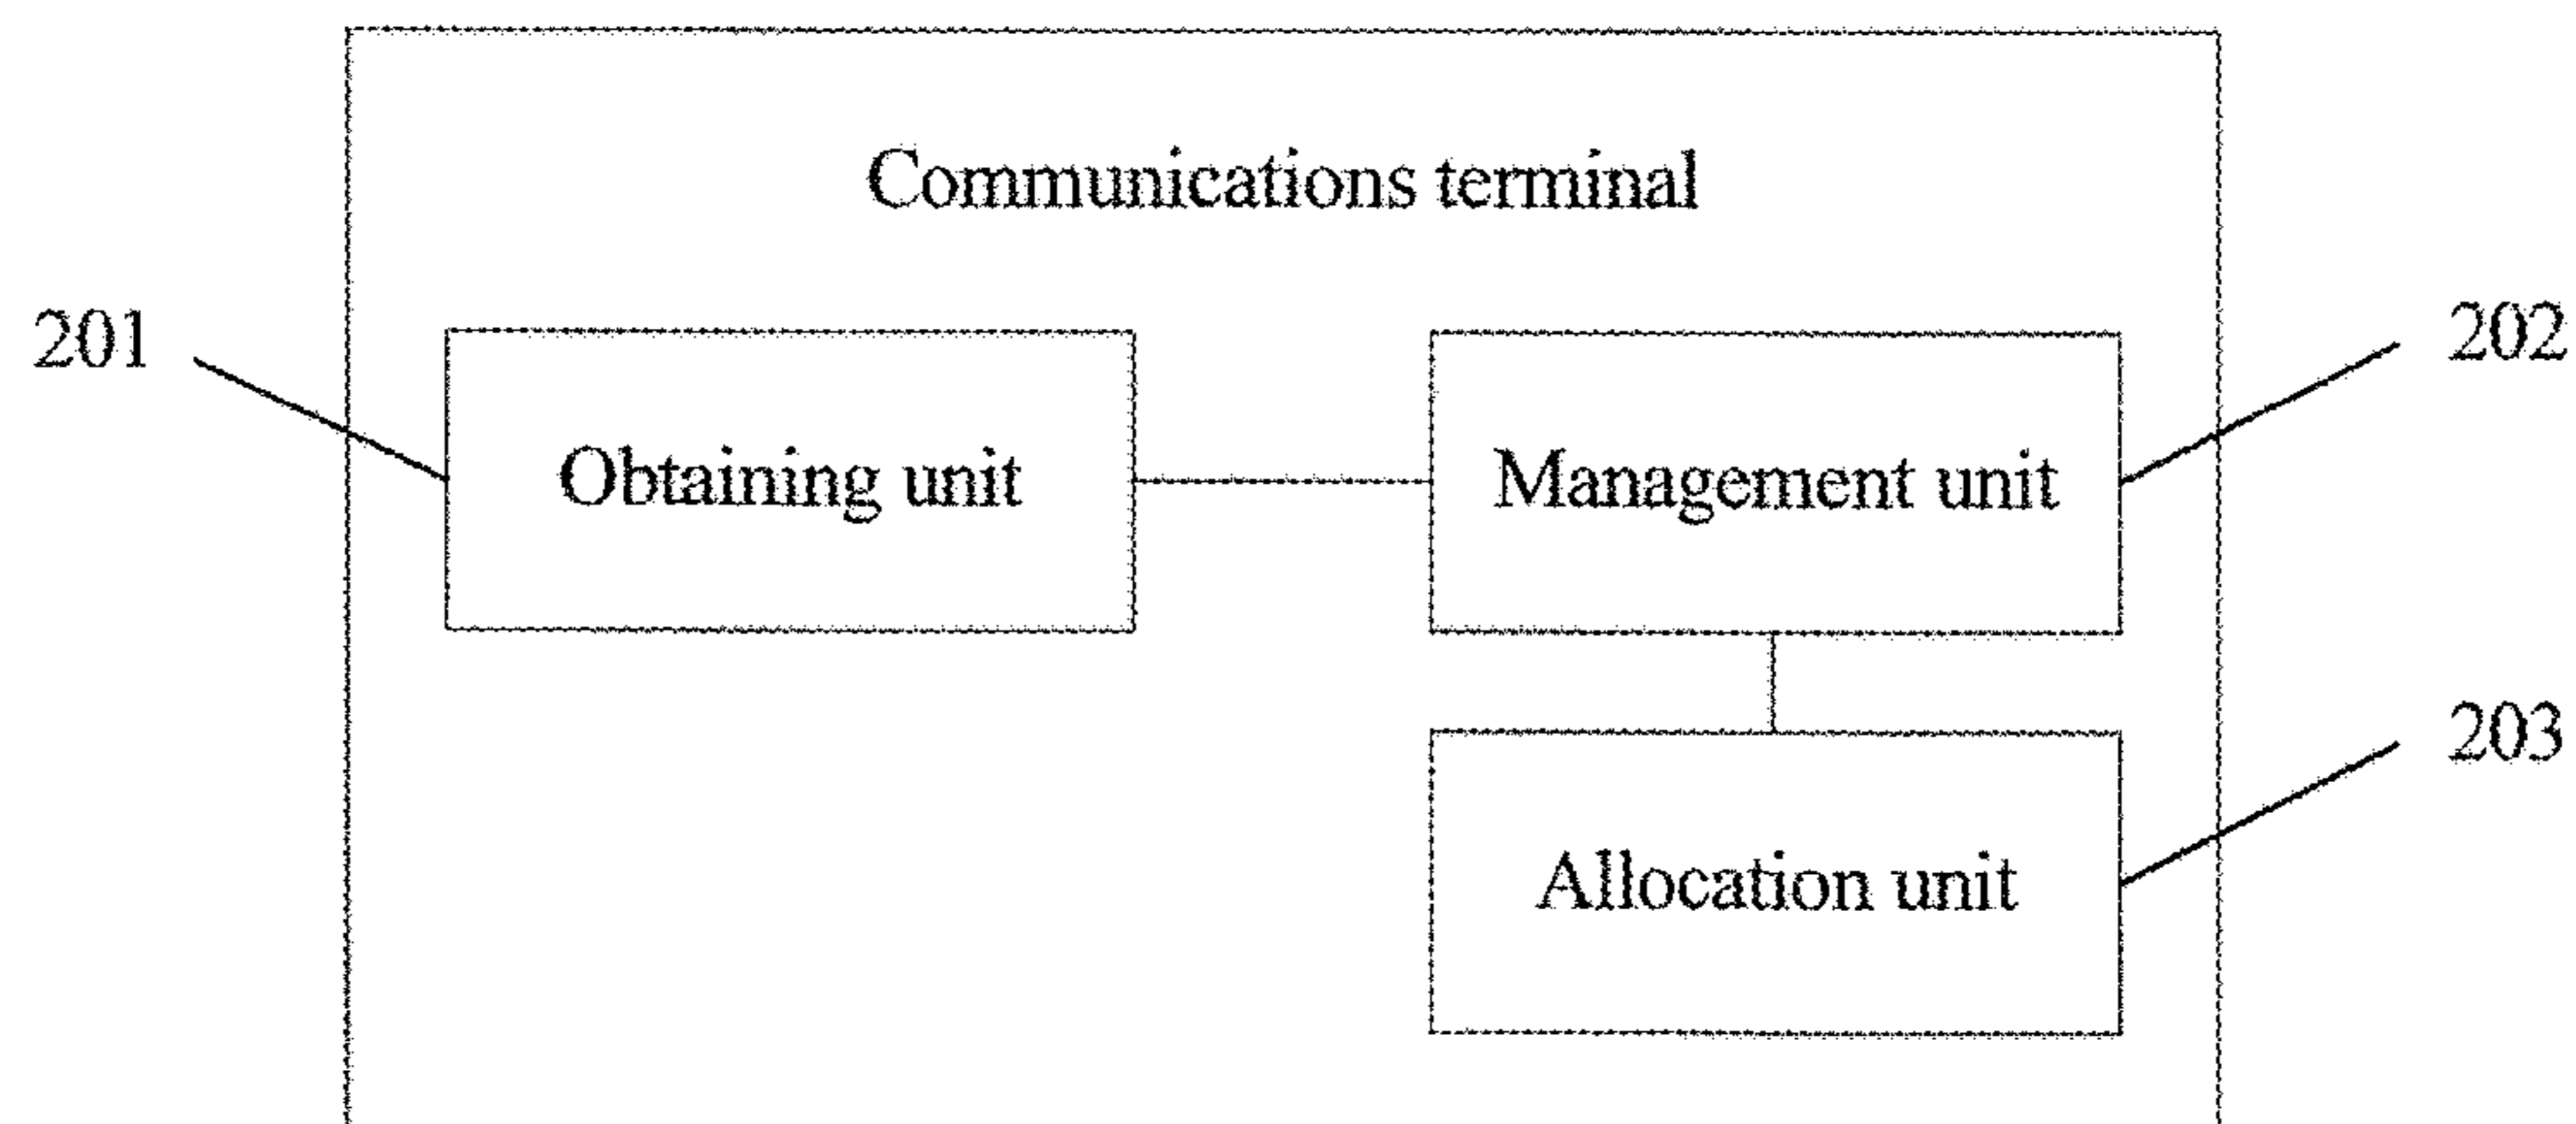 Communications terminal
201
202
Obtaining unit
Management unit
203
Allocation unit